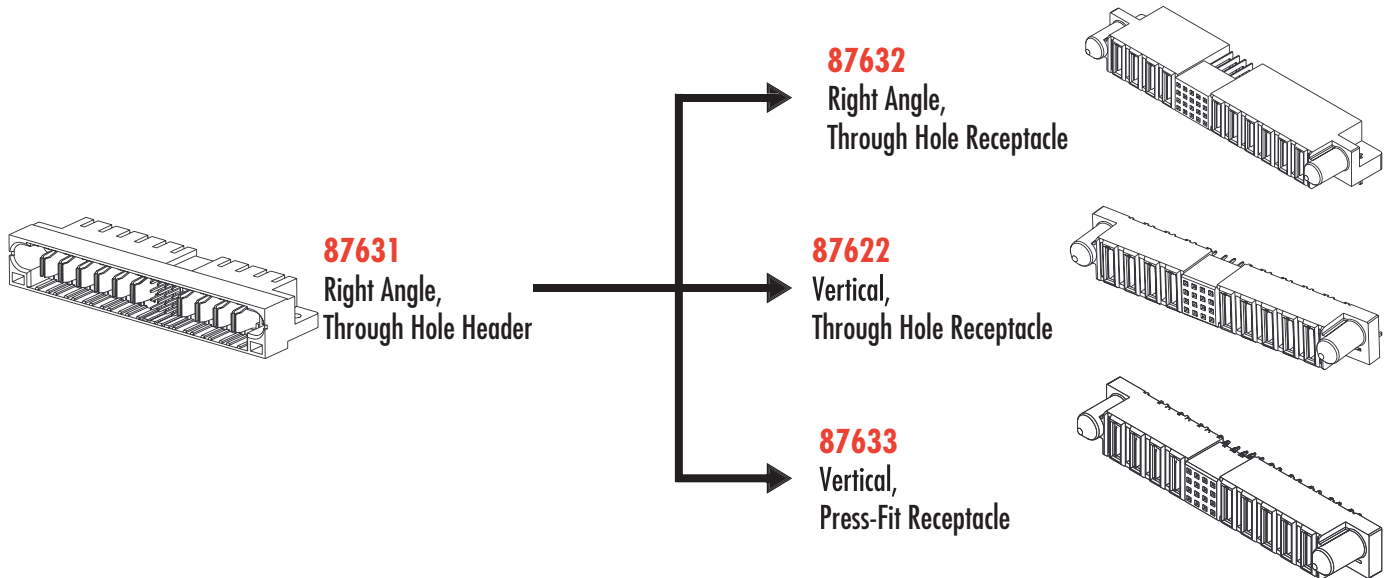 87631
Right Angle,
Through Hole Header
87632
Right Angle,
Through Hole Receptacle
87622
Vertical,
Through Hole Receptacle
87633
Vertical,
Press-Fit Receptacle